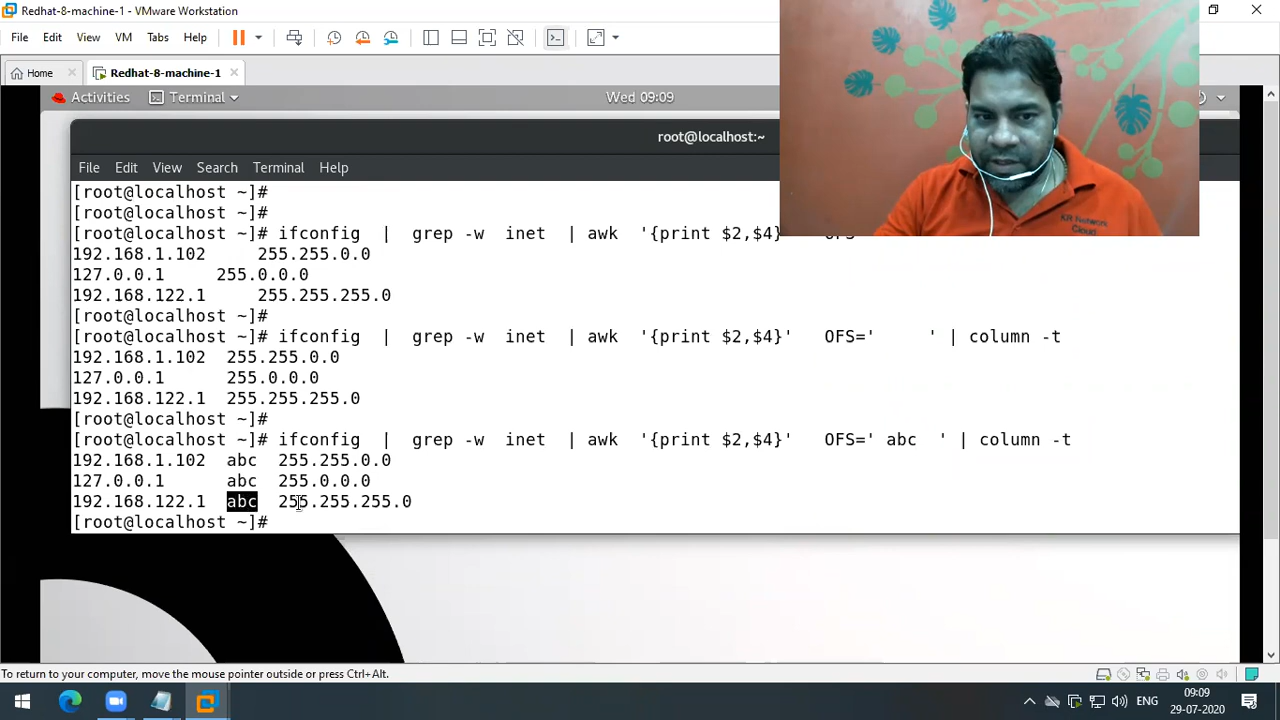 Redhat-8-machine-1 - VMware Workstation
File Edit View VM Tabs Help
Home Redhat-8-machine-1
Activities Terminal Wed 09:09
root@localhost:~
File Edit View Search Terminal Help
[root@localhost ~]#
[root@localhost ~]#
[root@localhost ~]# ifconfig | grep -w inet | awk '{print $2,$4}
192.168.1.102 255.255.0.0
127.0.0.1 255.0.0.0
192.168.122.1 255.255.255.0
[root@localhost ~]#
[root@localhost ~]# ifconfig | grep -w inet | awk '{print $2,$4}' OFS=' ' | column -t
192.168.1.102 255.255.0.0
127.0.0.1 255.0.0.0
192.168.122.1 255.255.255.0
[root@localhost ~]#
[root@localhost ~]# ifconfig | grep -w inet | awk '{print $2,$4}' OFS=' abc ' | column -t
192.168.1.102 abc 255.255.0.0
127.0.0.1 abc 255.0.0.0
192.168.122.1 abc 255.255.255.0
[root@localhost ~]#
KR Network
Cloud
To return to your computer, move the mouse pointer outside or press Ctrl+Alt.
ENG
09:09
29-07-2020